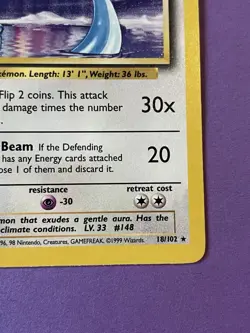 émon. Length: 13' 1", Weight: 36 lbs.
Flip 2 coins. This attack
damage times the number 30x
Beam If the Defending
has any Energy cards attached 20
ose 1 of them and discard it.
resistance retreat cost
-30
mon that exudes a gentle aura. Has the
climate conditions. LV. 33 #148
96, 98 Nintendo, Creatures, GAMEFREAK. ©1999 Wizards. 18/102 ★